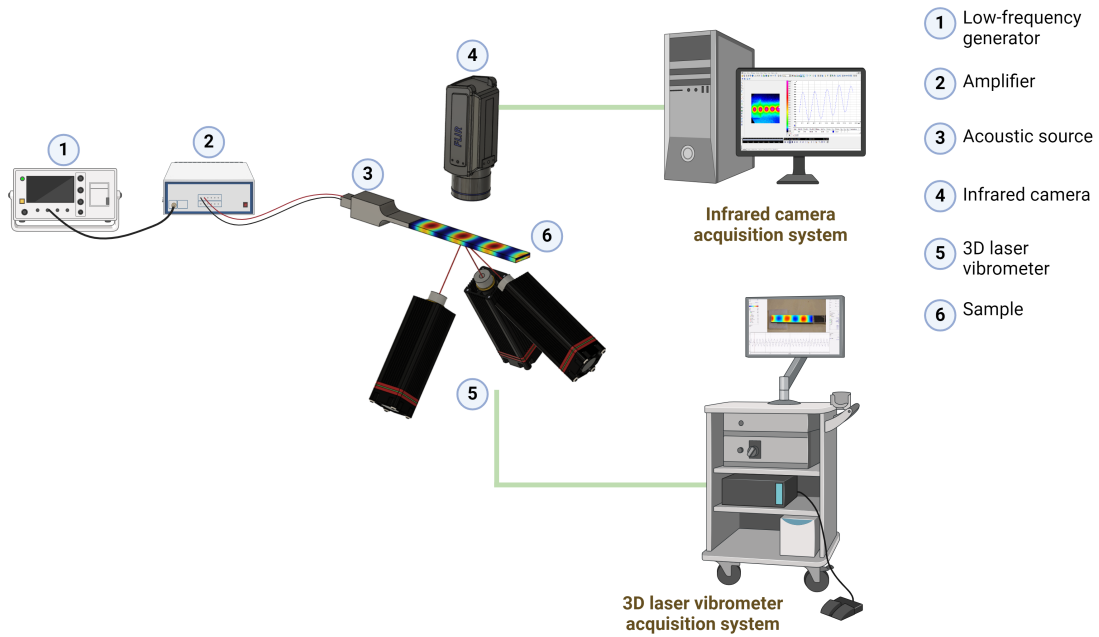 1
Low-frequency
generator
2
Amplifier
3
Acoustic source
4
Infrared camera
5
3D laser
vibrometer
6
Sample
4
FLIR
1
2
3
6
5
Infrared camera
acquisition system
3D laser vibrometer
acquisition system